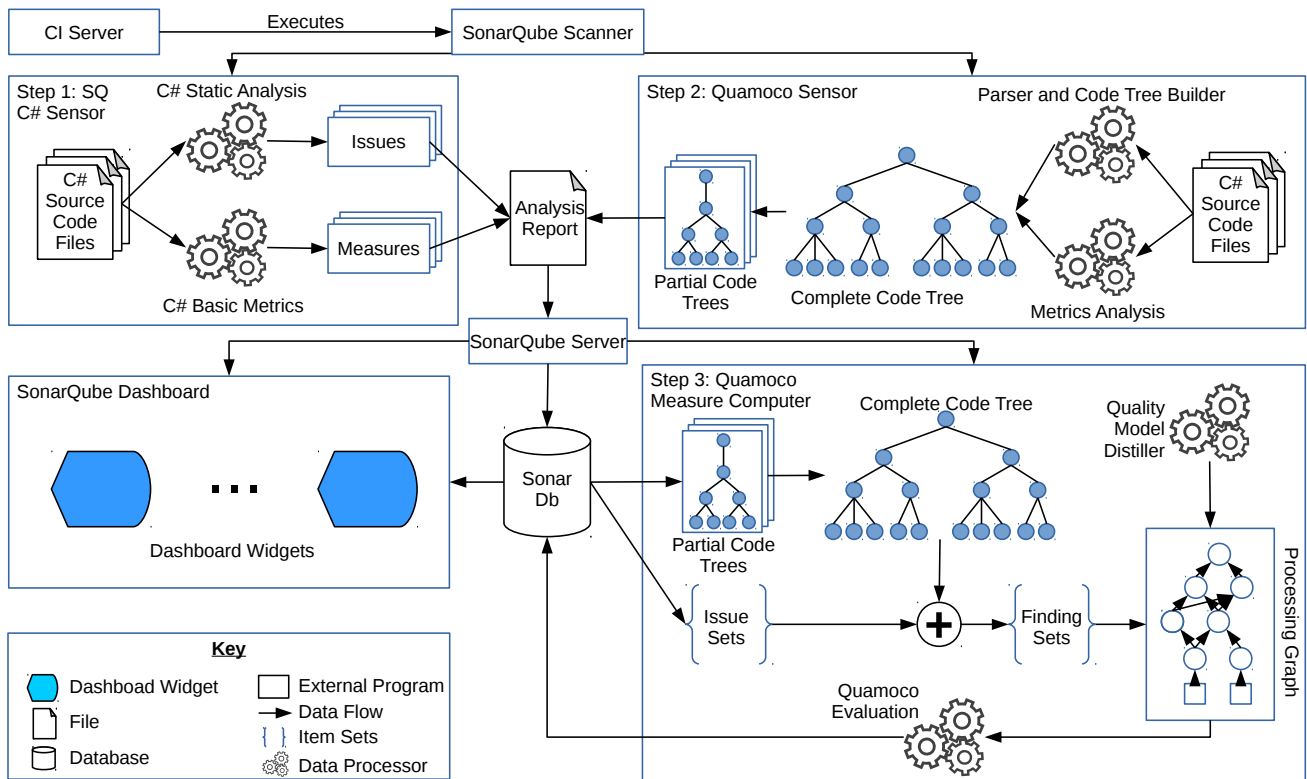 CI Server
Executes
SonarQube Scanner
Step 1: SQ
C# Sensor
C# Static Analysis
Issues
C#
Source
Code
Files
Measures
C# Basic Metrics
Analysis
Report
Step 2: Quamoco Sensor
Parser and Code Tree Builder
Partial Code
Trees
Complete Code Tree
Metrics Analysis
C#
Source
Code
Files
SonarQube Server
SonarQube Dashboard
Dashboard Widgets
Sonar
Db
Step 3: Quamoco
Measure Computer
Complete Code Tree
Quality
Model
Distiller
Partial Code
Trees
Issue
Sets
Finding
Sets
Processing Graph
Quamoco
Evaluation
Key
Dashboad Widget
File
Database
External Program
Data Flow
Item Sets
Data Processor